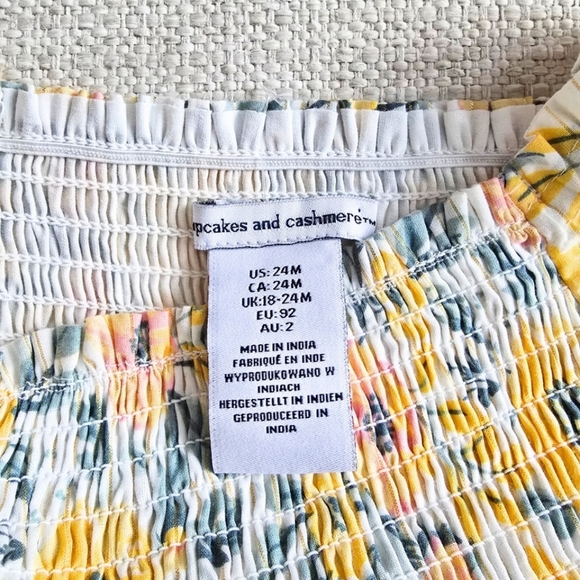 cupcakes and cashmere™
US: 24M
CA: 24M
UK:18-24M
EU: 92
AU: 2
MADE IN INDIA
FABRIQUÉ EN INDE
WYPRODUKOWANO W
INDIACH
HERGESTELLT IN INDIEN
GEPRODUCEERD IN
INDIA